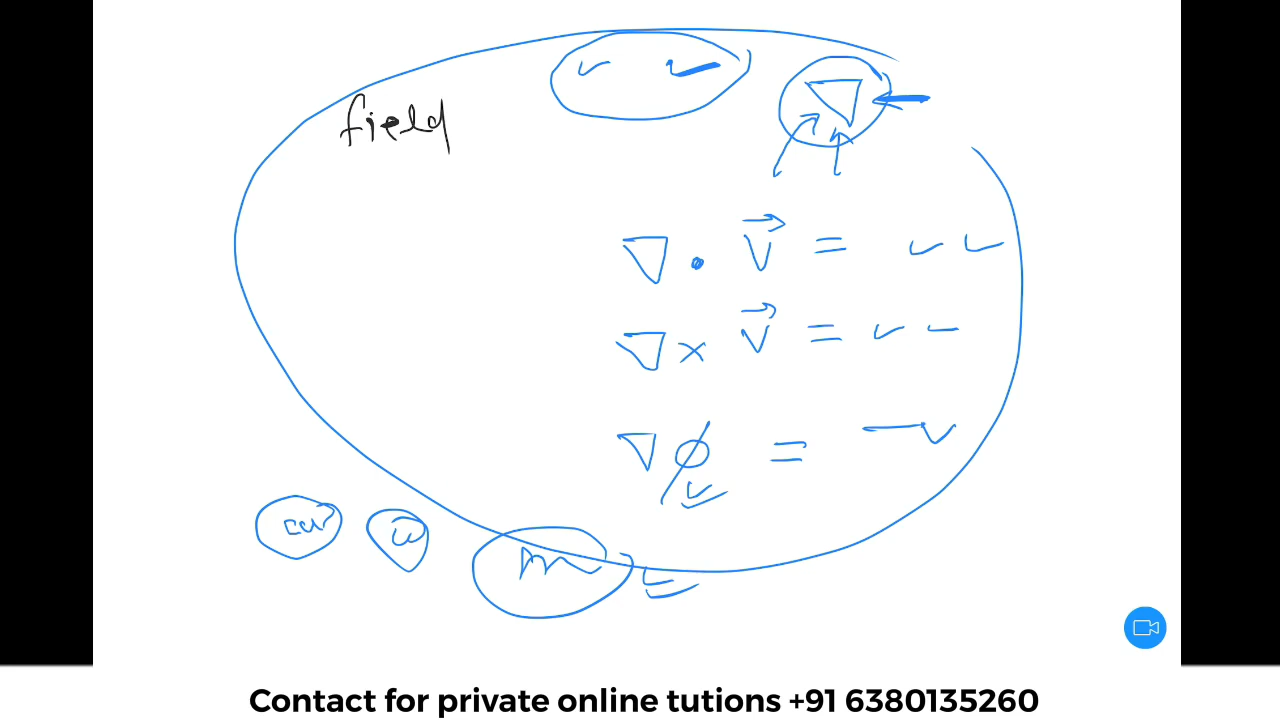 field
∇
∇ · V⃗ =
∇ × V⃗ =
∇ϕ =
Contact for private online tutions +91 6380135260